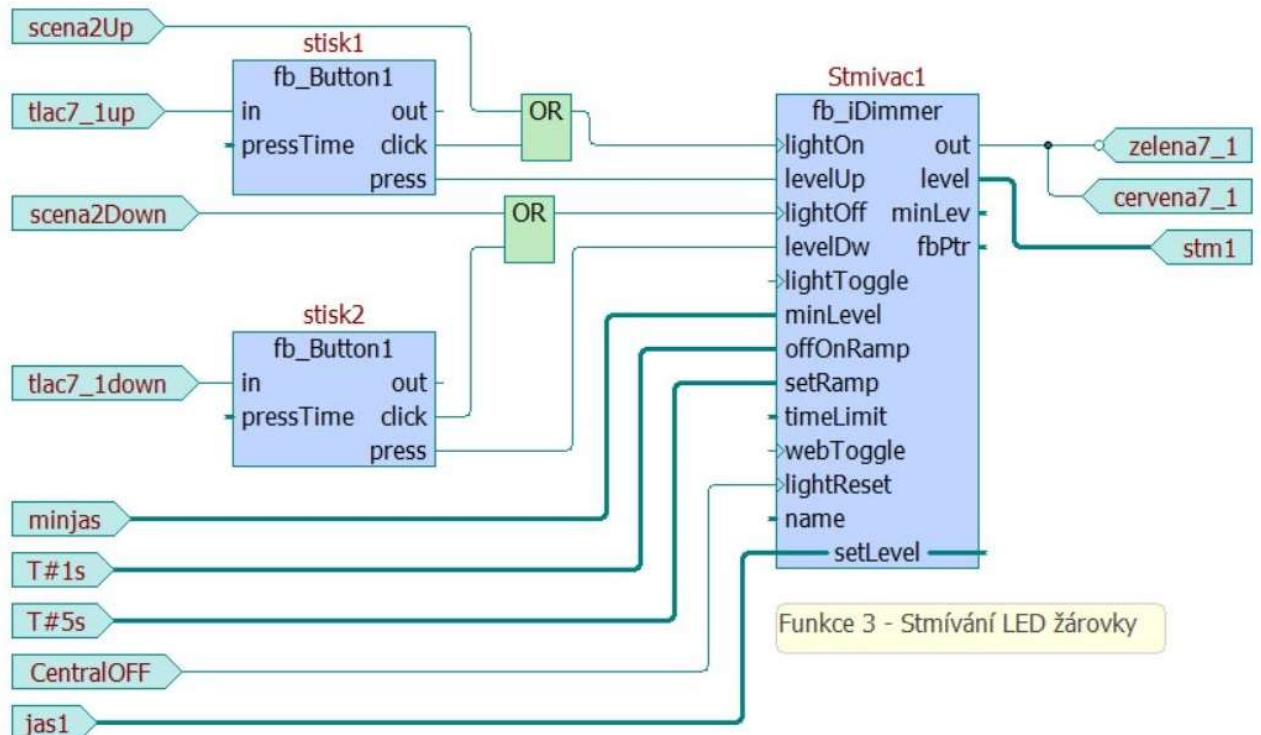 scena2Up
stisk1
fb_Button1
tlac7_1up
in out
pressTime click
press
OR
scena2Down
OR
stisk2
fb_Button1
tlac7_1down
in out
pressTime click
press
minjas
T#1s
T#5s
CentralOFF
jas1
Stmivac1
fb_iDimmer
lightOn out
levelUp level
lightOff minLev
levelDw fbPtr
lightToggle
minLevel
offOnRamp
setRamp
timeLimit
webToggle
lightReset
name
setLevel
zelena7_1
cervena7_1
stm1
Funkce 3 - Stmívání LED žárovky